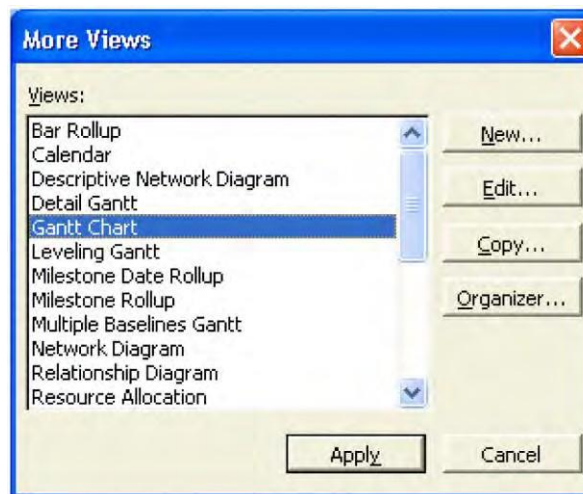 More Views
Views:
Bar Rollup
Calendar
Descriptive Network Diagram
Detail Gantt
Gantt Chart
Leveling Gantt
Milestone Date Rollup
Milestone Rollup
Multiple Baselines Gantt
Network Diagram
Relationship Diagram
Resource Allocation
New...
Edit...
Copy...
Organizer...
Apply
Cancel